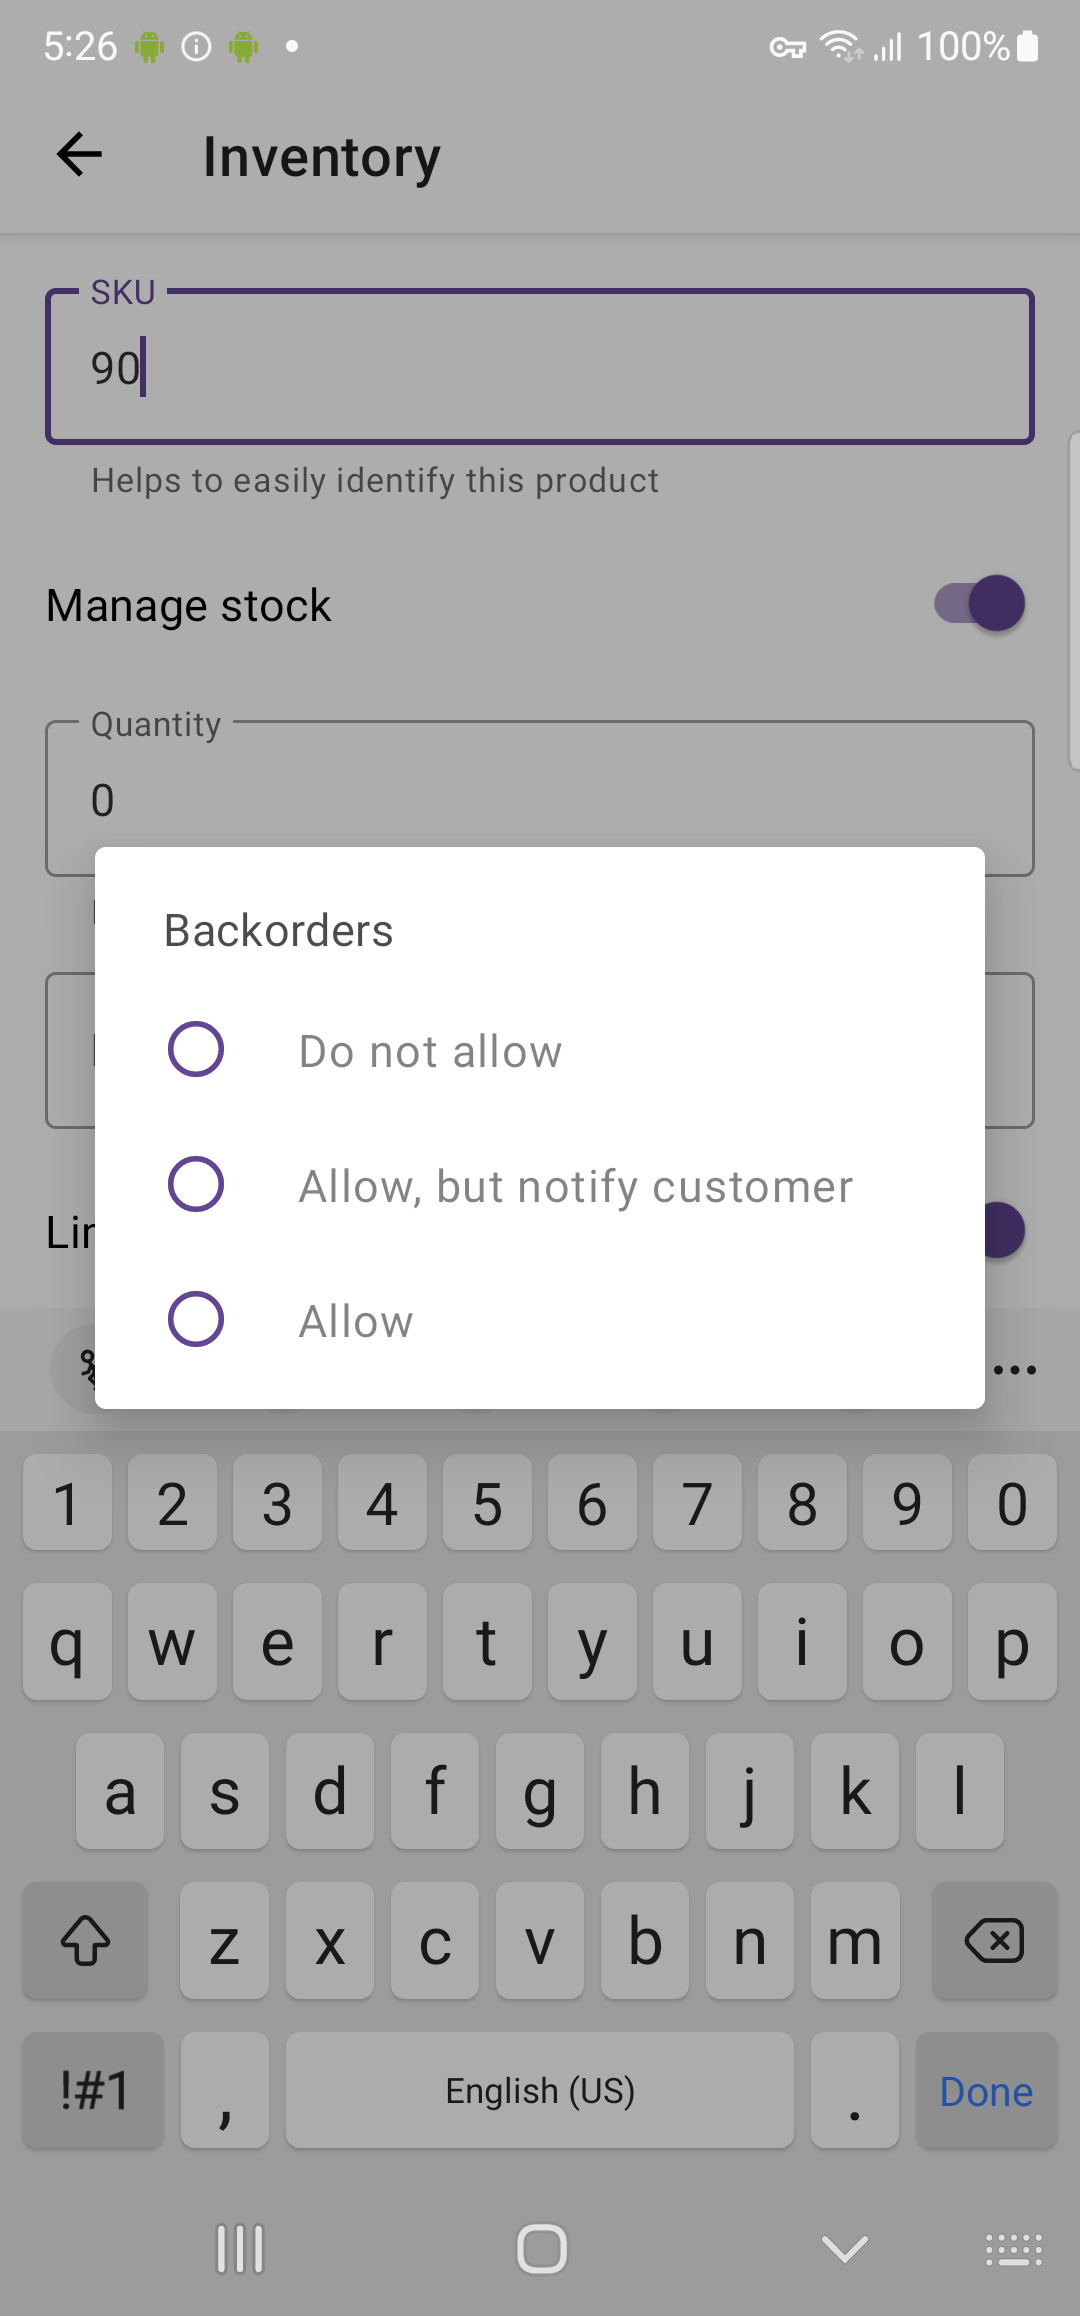 5:26
100%
Inventory
SKU
90
Helps to easily identify this product
Manage stock
Quantity
0
Backorders
Do not allow
Allow, but notify customer
Allow
1 2 3 4 5 6 7 8 9 0
q w e r t y u i o p
a s d f g h j k l
z x c v b n m
!#1 , English (US) . Done